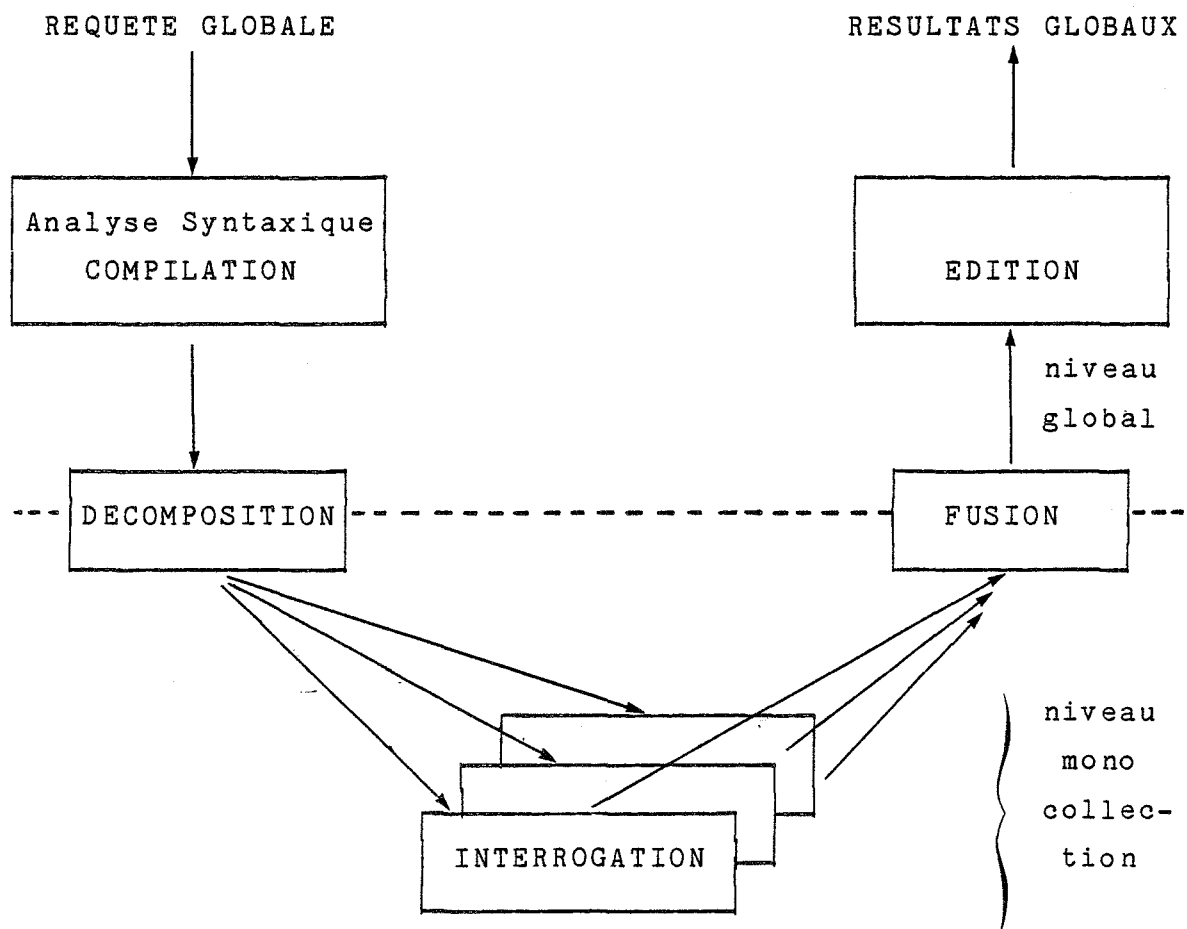 REQUETE GLOBALE
RESULTATS GLOBAUX
Analyse Syntaxique
COMPILATION
EDITION
niveau
global
DECOMPOSITION
FUSION
niveau
mono
collec-
tion
INTERROGATION